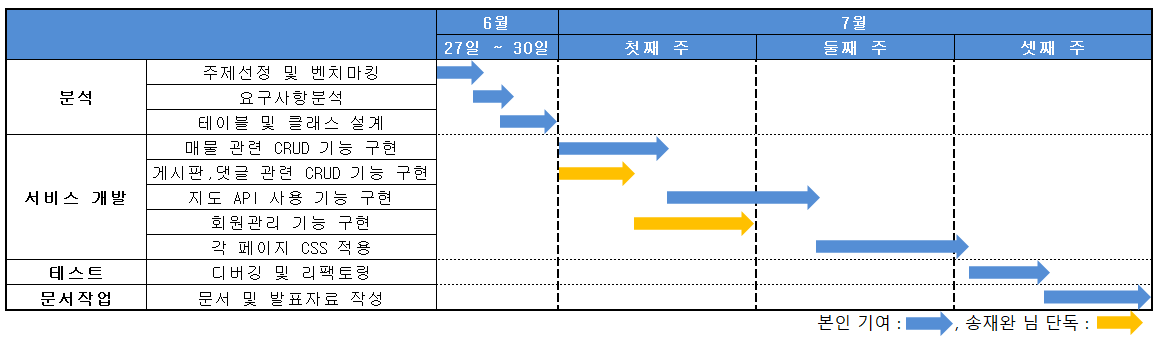 6월
7월
27일 ~ 30일
첫째 주
둘째 주
셋째 주
분석
주제선정 및 벤치마킹
요구사항분석
테이블 및 클래스 설계
서비스 개발
매물 관련 CRUD 기능 구현
게시판,댓글 관련 CRUD 기능 구현
지도 API 사용 기능 구현
회원관리 기능 구현
각 페이지 CSS 적용
테스트
디버깅 및 리팩토링
문서작업
문서 및 발표자료 작성
본인 기여 : , 송재완 님 단독 :